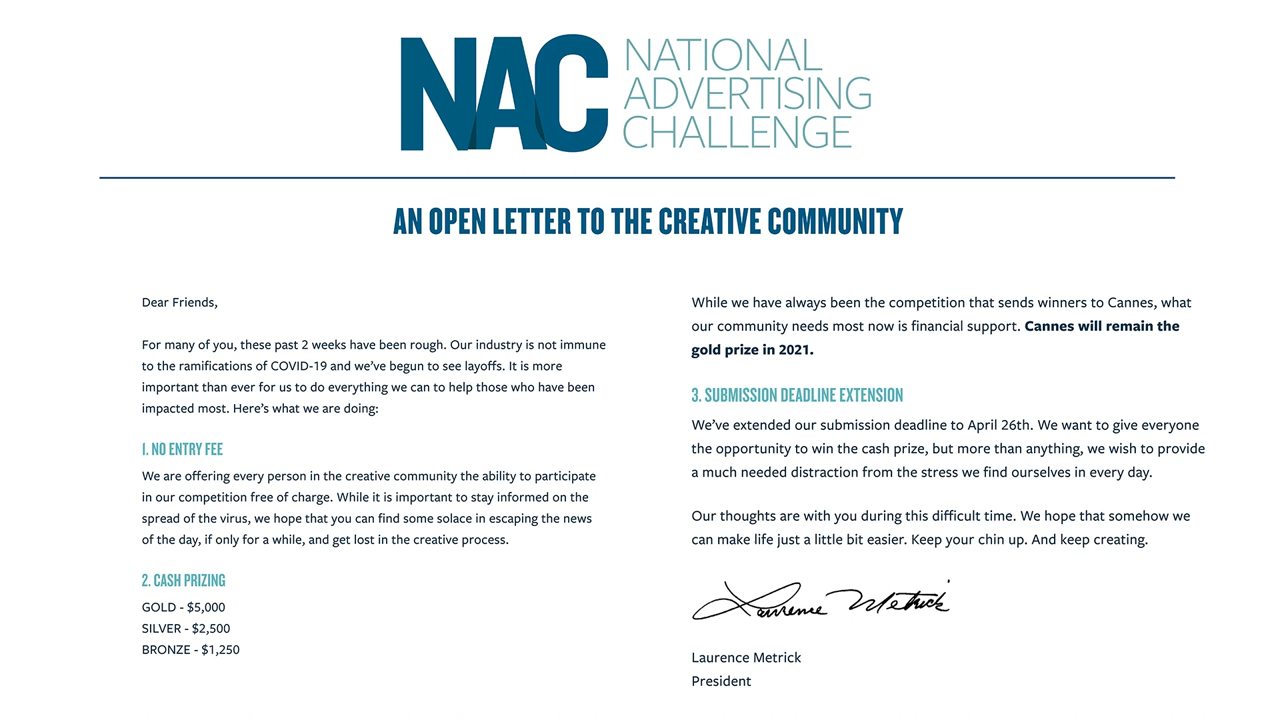 NAC
NATIONAL
ADVERTISING
CHALLENGE
AN OPEN LETTER TO THE CREATIVE COMMUNITY
Dear Friends,
For many of you, these past 2 weeks have been rough. Our industry is not immune
to the ramifications of COVID-19 and we’ve begun to see layoffs. It is more
important than ever for us to do everything we can to help those who have been
impacted most. Here’s what we are doing:
1. NO ENTRY FEE
We are offering every person in the creative community the ability to participate
in our competition free of charge. While it is important to stay informed on the
spread of the virus, we hope that you can find some solace in escaping the news
of the day, if only for a while, and get lost in the creative process.
2. CASH PRIZING
GOLD - $5,000
SILVER - $2,500
BRONZE - $1,250
While we have always been the competition that sends winners to Cannes, what
our community needs most now is financial support. Cannes will remain the
gold prize in 2021.
3. SUBMISSION DEADLINE EXTENSION
We’ve extended our submission deadline to April 26th. We want to give everyone
the opportunity to win the cash prize, but more than anything, we wish to provide
a much needed distraction from the stress we find ourselves in every day.
Our thoughts are with you during this difficult time. We hope that somehow we
can make life just a little bit easier. Keep your chin up. And keep creating.
Laurence Metrick
Laurence Metrick
President